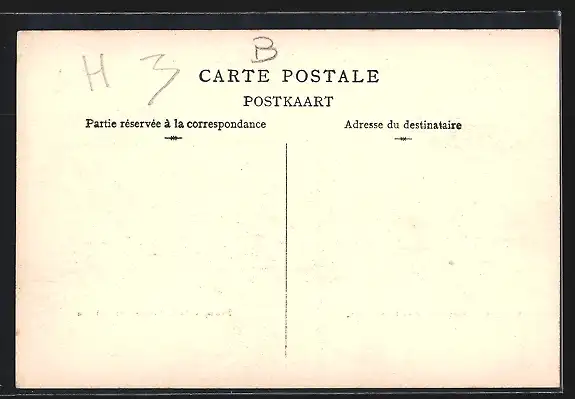 H 3 B
CARTE POSTALE
POSTKAART
Partie réservée à la correspondance
Adresse du destinataire